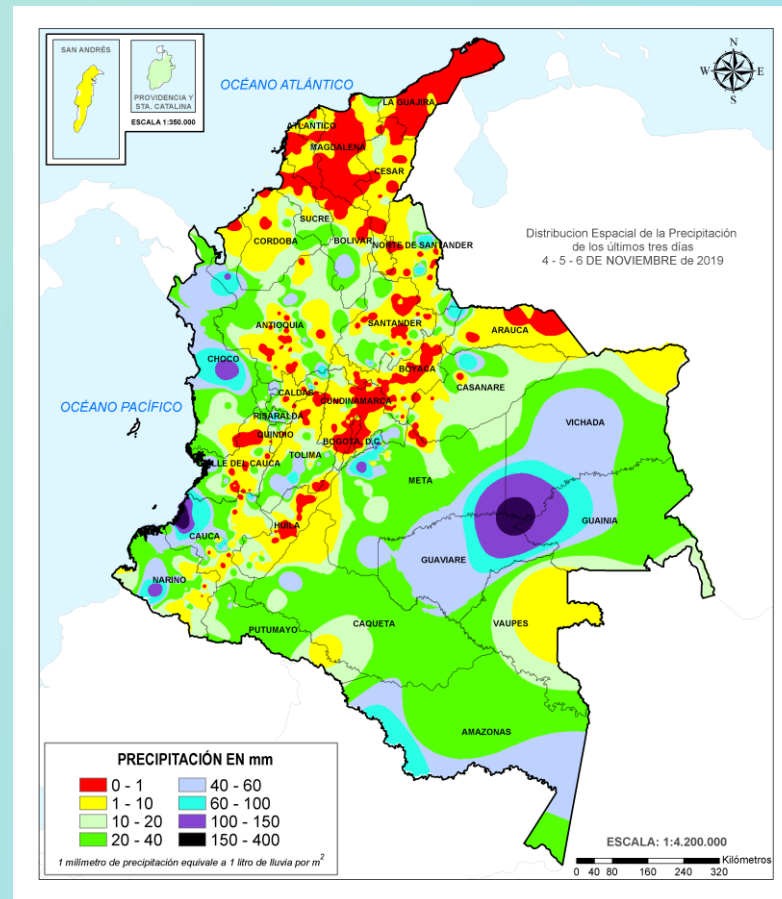 SAN ANDRÉS
PROVIDENCIA Y
STA. CATALINA
ESCALA 1:350.000
N
W E
S
OCÉANO ATLÁNTICO
LA GUAJIRA
ATLANTICO
MAGDALENA
CESAR
SUCRE
CORDOBA
BOLIVAR
NORTE DE SANTANDER
Distribucion Espacial de la Precipitación
de los últimos tres días
4 - 5 - 6 DE NOVIEMBRE de 2019
ANTIOQUIA
SANTANDER
ARAUCA
CHOCO
BOYACA
CASANARE
CALDAS
CUNDINAMARCA
OCÉANO PACÍFICO
RISARALDA
VICHADA
QUINDIO
BOGOTA, D.C.
TOLIMA
VALLE DEL CAUCA
META
GUAINIA
HUILA
CAUCA
GUAVIARE
NARINO
CAQUETA
VAUPES
PUTUMAYO
AMAZONAS
PRECIPITACIÓN EN mm
0 - 1
40 - 60
1 - 10
60 - 100
10 - 20
100 - 150
20 - 40
150 - 400
1 milímetro de precipitación equivale a 1 litro de lluvia por m²
ESCALA: 1:4.200.000
Kilómetros
0 40 80 160 240 320